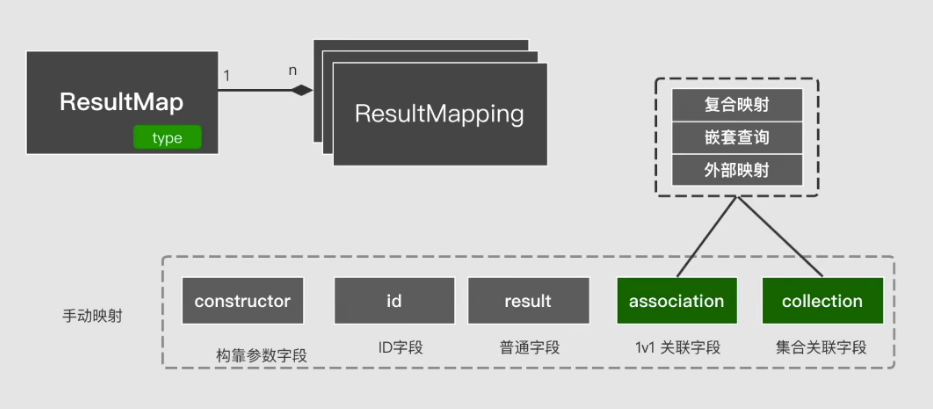 ResultMap
type
1
n
ResultMapping
复合映射
嵌套查询
外部映射
手动映射
constructor
id
result
association
collection
构靠参数字段
ID字段
普通字段
1v1 关联字段
集合关联字段